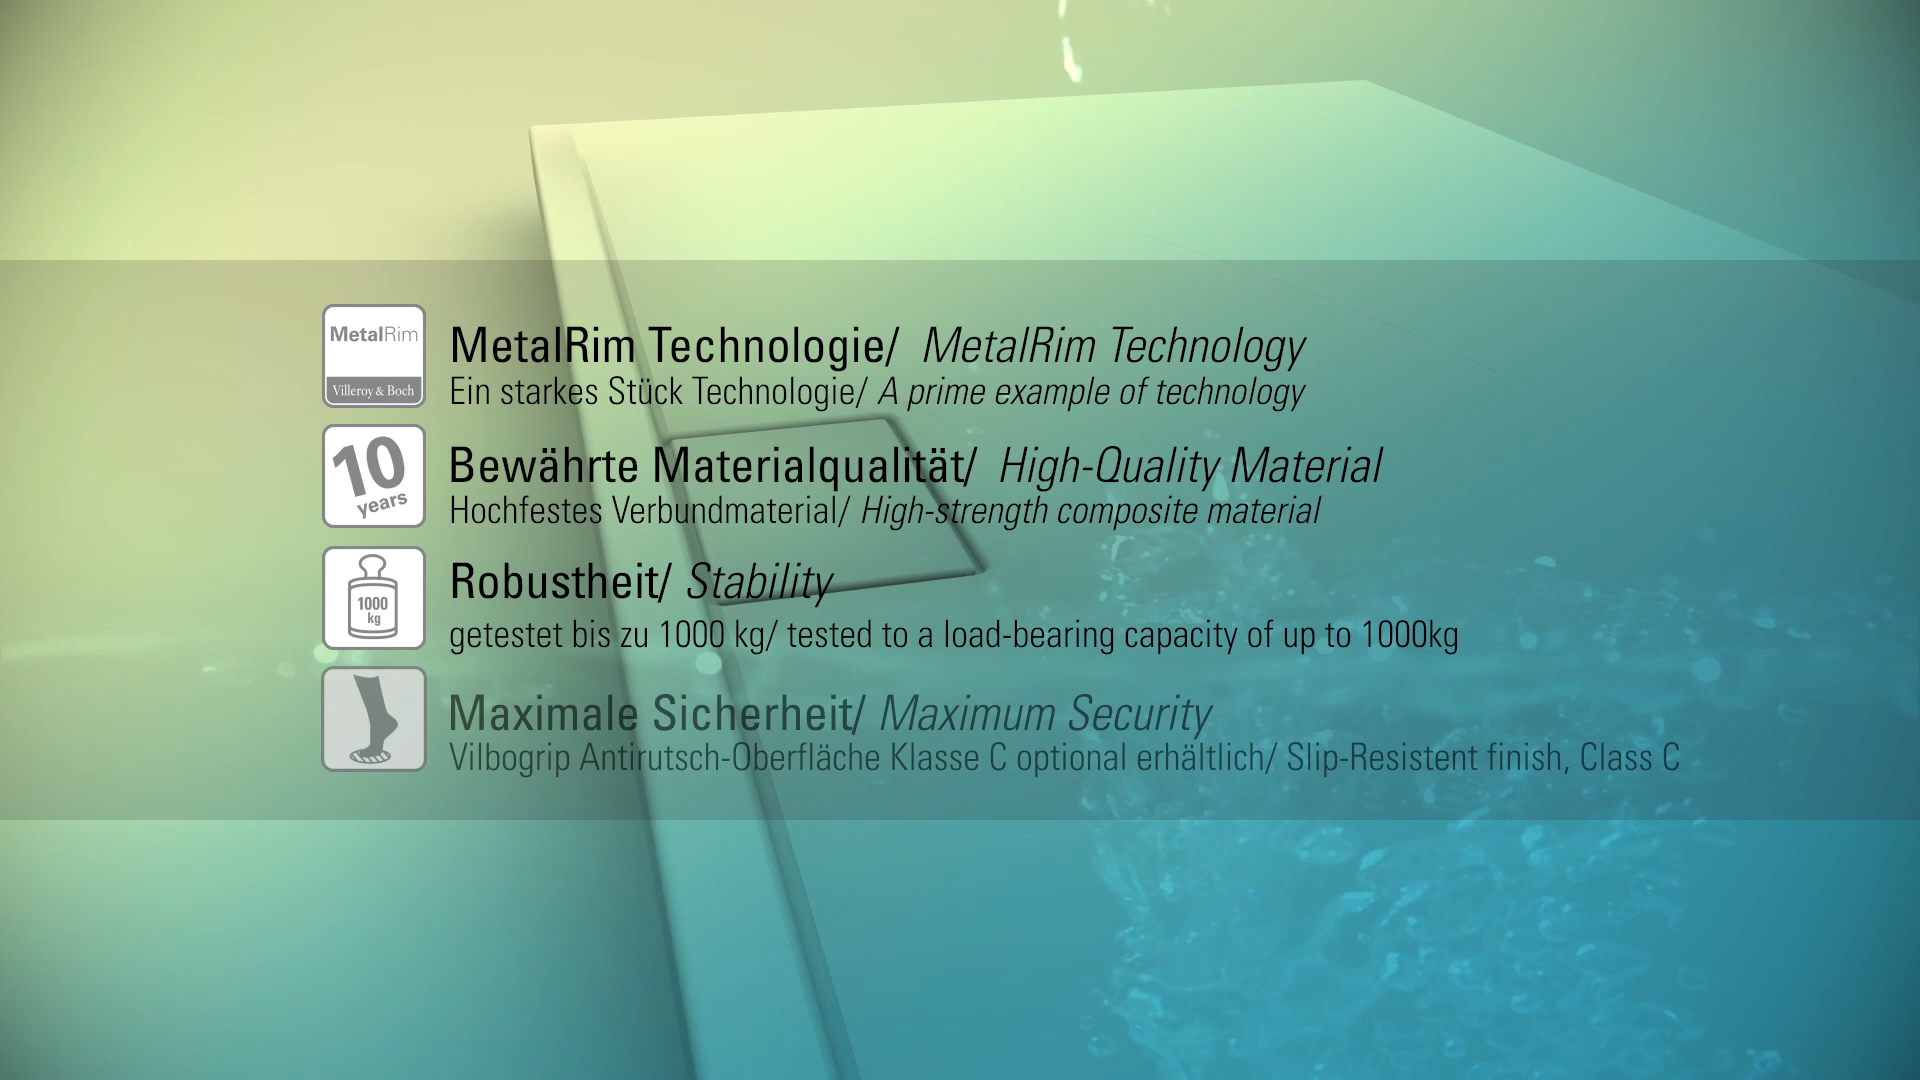 MetalRim
Villeroy & Boch
MetalRim Technologie/ MetalRim Technology
Ein starkes Stück Technologie/ A prime example of technology
10
years
Bewährte Materialqualität/ High-Quality Material
Hochfestes Verbundmaterial/ High-strength composite material
1000
kg
Robustheit/ Stability
getestet bis zu 1000 kg/ tested to a load-bearing capacity of up to 1000kg
Maximale Sicherheit/ Maximum Security
Vilbogrip Antirutsch-Oberfläche Klasse C optional erhältlich/ Slip-Resistent finish, Class C